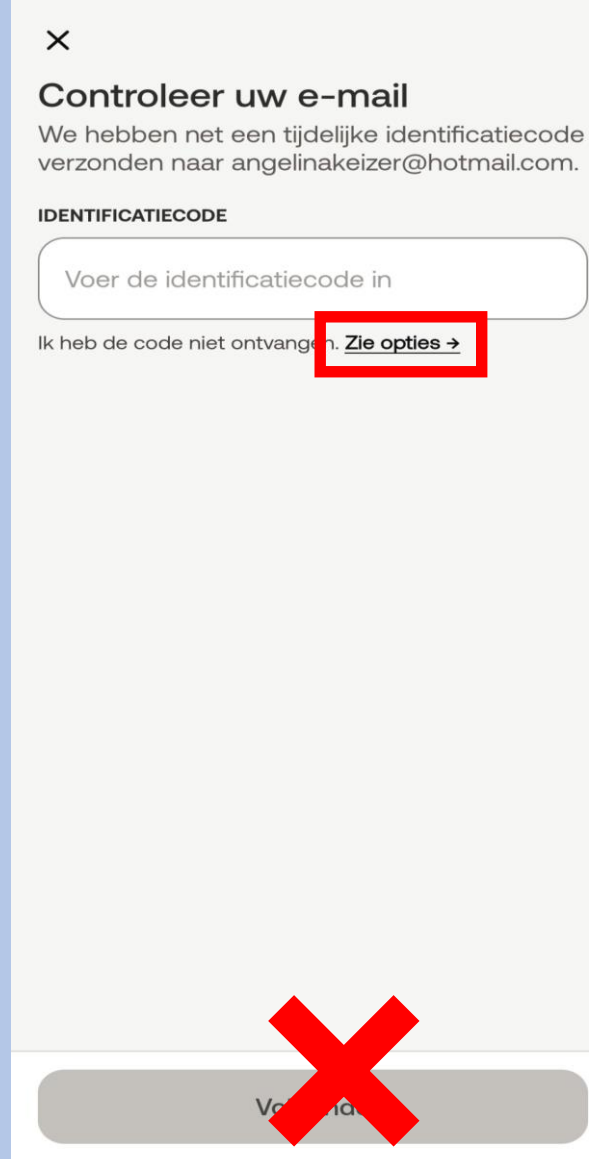 Controleer uw e-mail
We hebben net een tijdelijke identificatiecode
verzonden naar angelinakeizer@hotmail.com.
IDENTIFICATIECODE
Voer de identificatiecode in
Ik heb de code niet ontvangen. Zie opties →